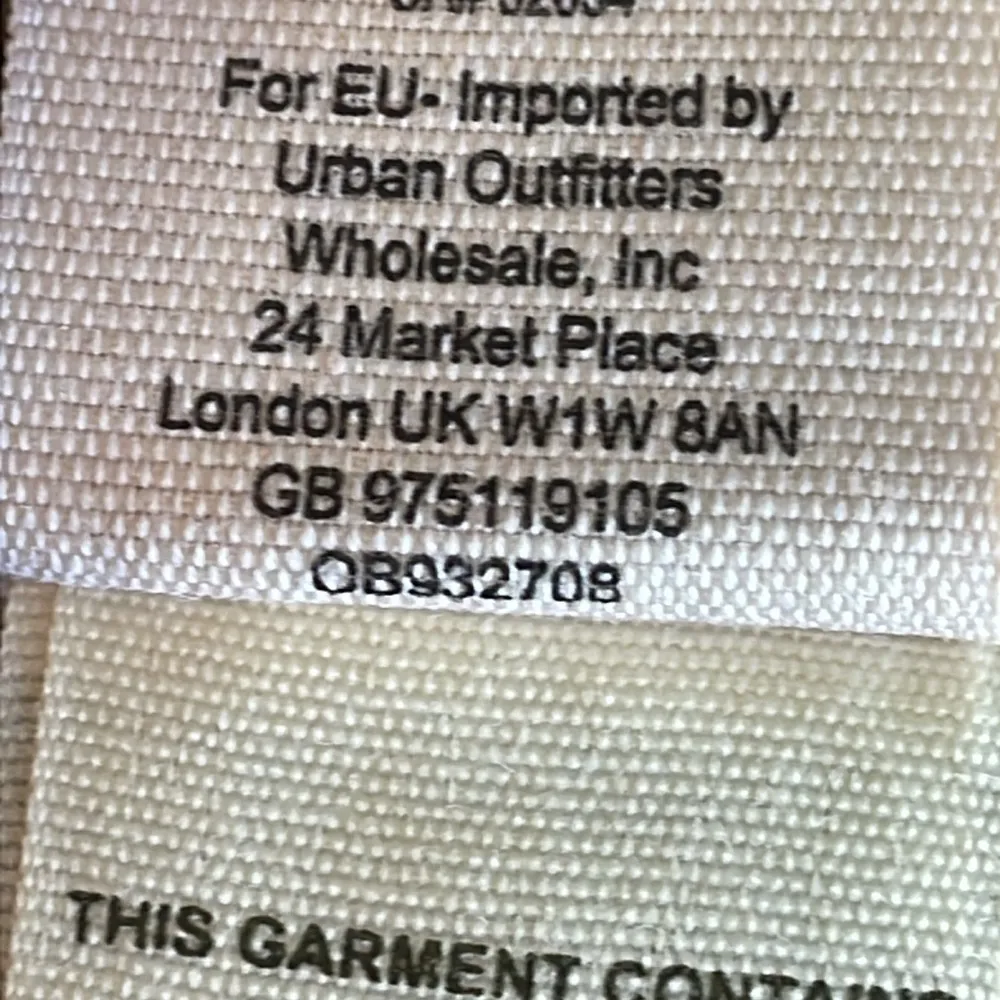 For EU- Imported by
Urban Outfitters
Wholesale, Inc
24 Market Place
London UK W1W 8AN
GB 975119105
OB932708
THIS GARMENT CONTAINS